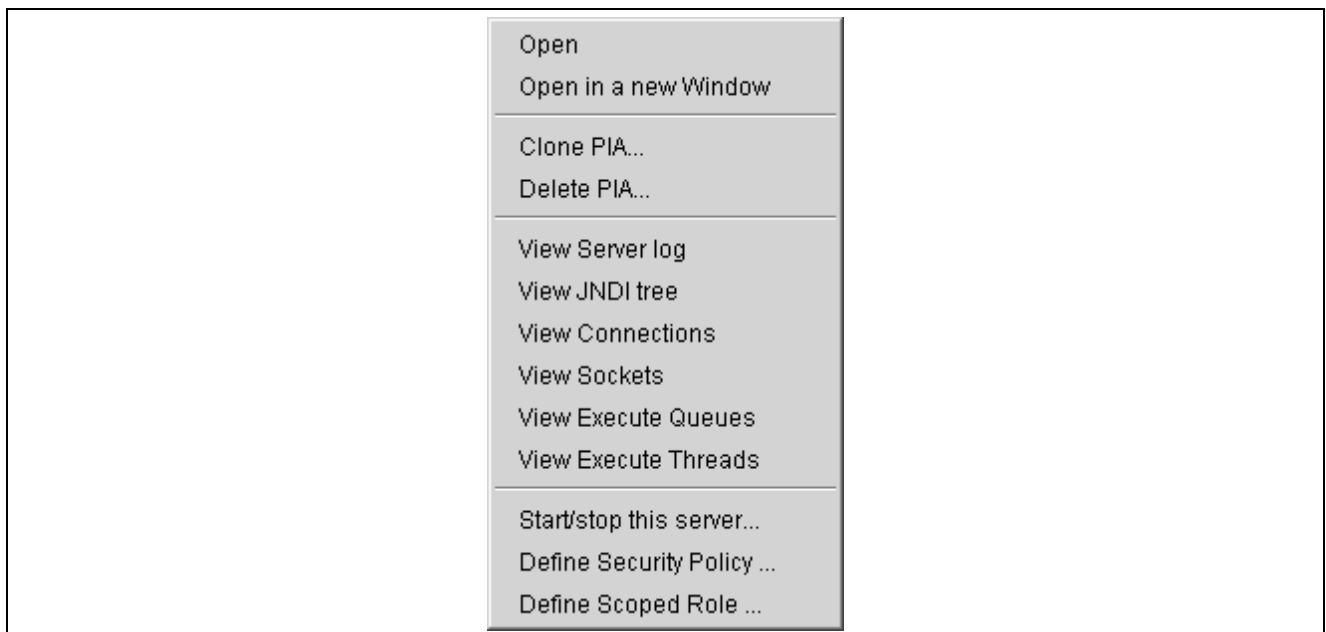 Open
Open in a new Window
Clone PIA...
Delete PIA...
View Server log
View JNDI tree
View Connections
View Sockets
View Execute Queues
View Execute Threads
Start/stop this server...
Define Security Policy ...
Define Scoped Role ...